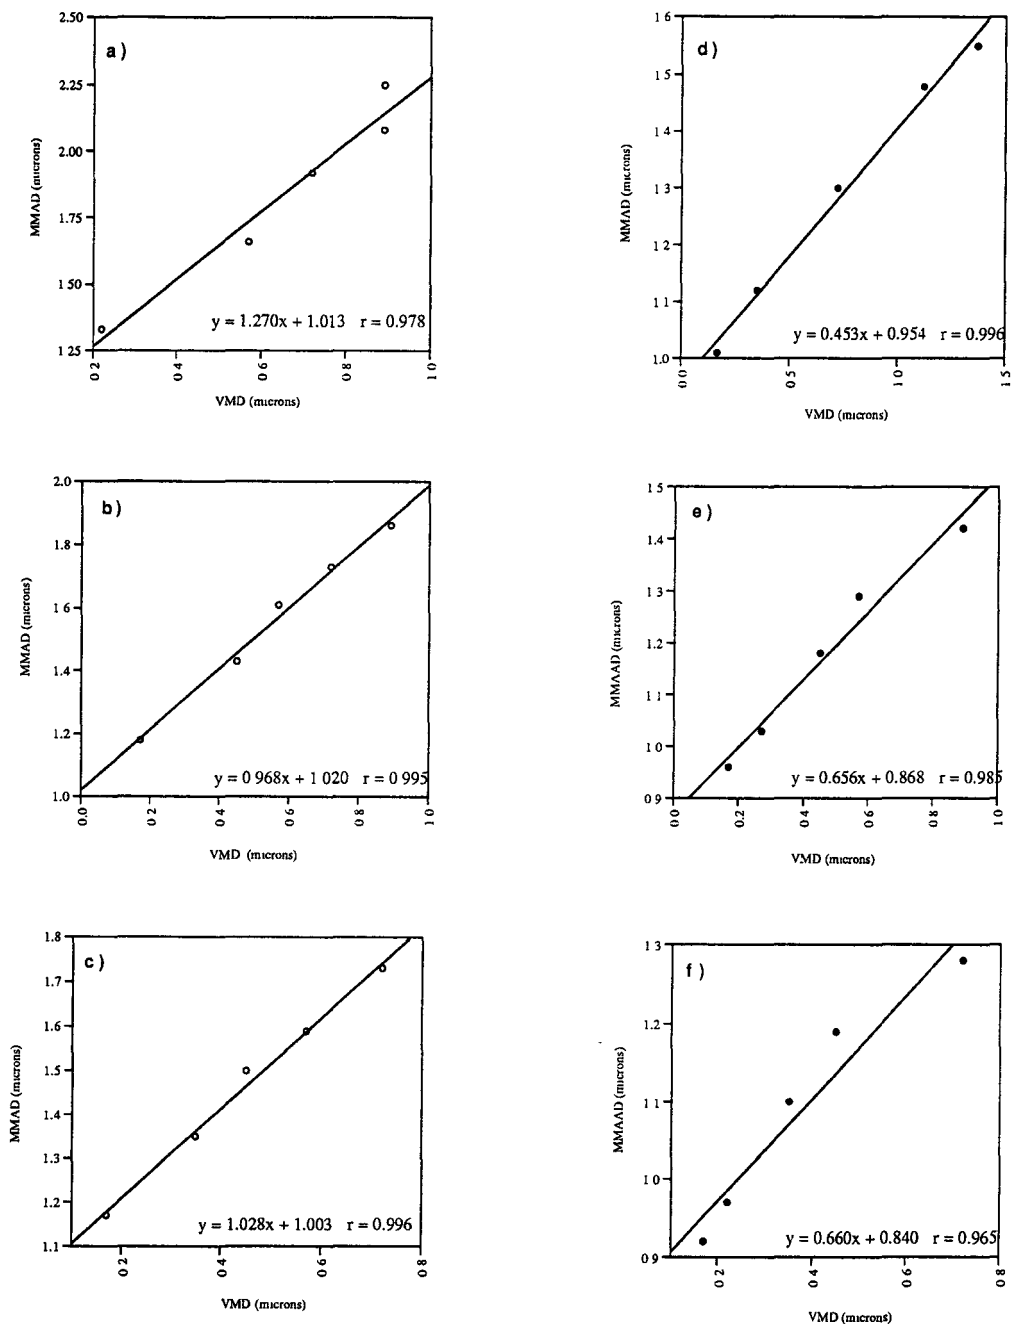 a)
2.50
2.25
2.00
1.75
1.50
1 25
MMAD (microns)
y = 1.270x + 1.013 r = 0.978
0 2
0 4
0 6
0 8
1 0
VMD (microns)
d)
1 6
1 5
1 4
1 3
1 2
1 1
1.0
MMAD (microns)
y = 0.453x + 0.954 r = 0.996
0 0
0 5
1 0
1 5
VMD (microns)
b)
2.0
1.8
1 6
1.4
1.2
1.0
MMAD (microns)
y = 0 968x + 1 020 r = 0 995
0 0
0 2
0 4
0 6
0 8
1 0
VMD (microns)
e)
1 5
1.4
1.3
1.2
1 1
1 0
0 9
MMAAD (microns)
y = 0.656x + 0.868 r = 0.985
0 0
0.2
0 4
0 6
0 8
1 0
VMD (microns)
c)
1.8
1.7
1.6
1.5
1.4
1.3
1.2
1.1
MMAD (microns)
y = 1.028x + 1.003 r = 0.996
0 2
0 4
0 6
0 8
VMD (microns)
f)
1 3
1.2
1 1
1 0
0 9
MMAAD (microns)
y = 0.660x + 0.840 r = 0.965
0 2
0 4
0 6
0 8
VMD (microns)